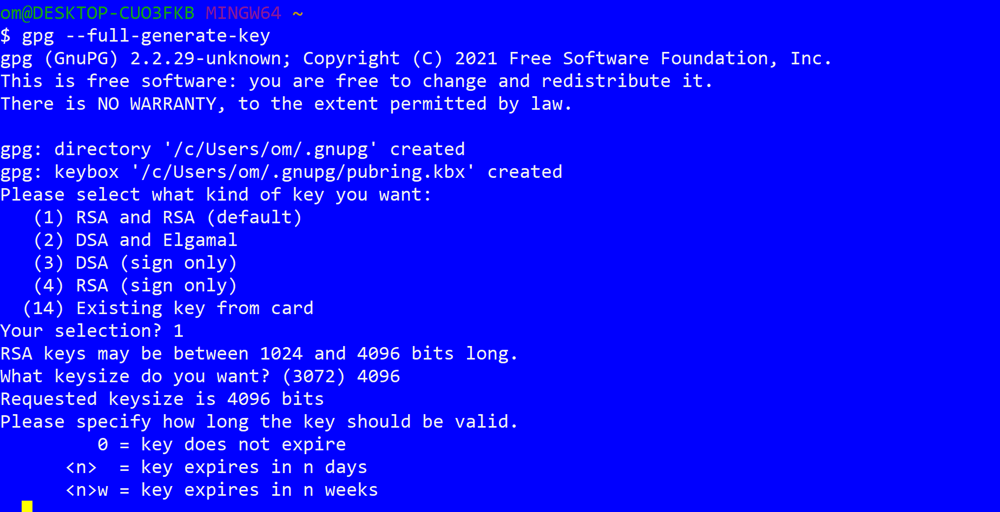 om@DESKTOP-CUO3FKB MINGW64 ~
$ gpg --full-generate-key
gpg (GnuPG) 2.2.29-unknown; Copyright (C) 2021 Free Software Foundation, Inc.
This is free software: you are free to change and redistribute it.
There is NO WARRANTY, to the extent permitted by law.

gpg: directory '/c/Users/om/.gnupg' created
gpg: keybox '/c/Users/om/.gnupg/pubring.kbx' created
Please select what kind of key you want:
   (1) RSA and RSA (default)
   (2) DSA and Elgamal
   (3) DSA (sign only)
   (4) RSA (sign only)
  (14) Existing key from card
Your selection? 1
RSA keys may be between 1024 and 4096 bits long.
What keysize do you want? (3072) 4096
Requested keysize is 4096 bits
Please specify how long the key should be valid.
         0 = key does not expire
      <n>  = key expires in n days
      <n>w = key expires in n weeks